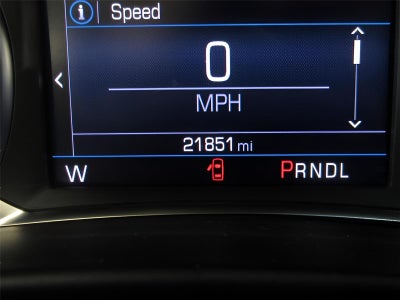 i Speed
0
MPH
21851 mi
W PRNDL